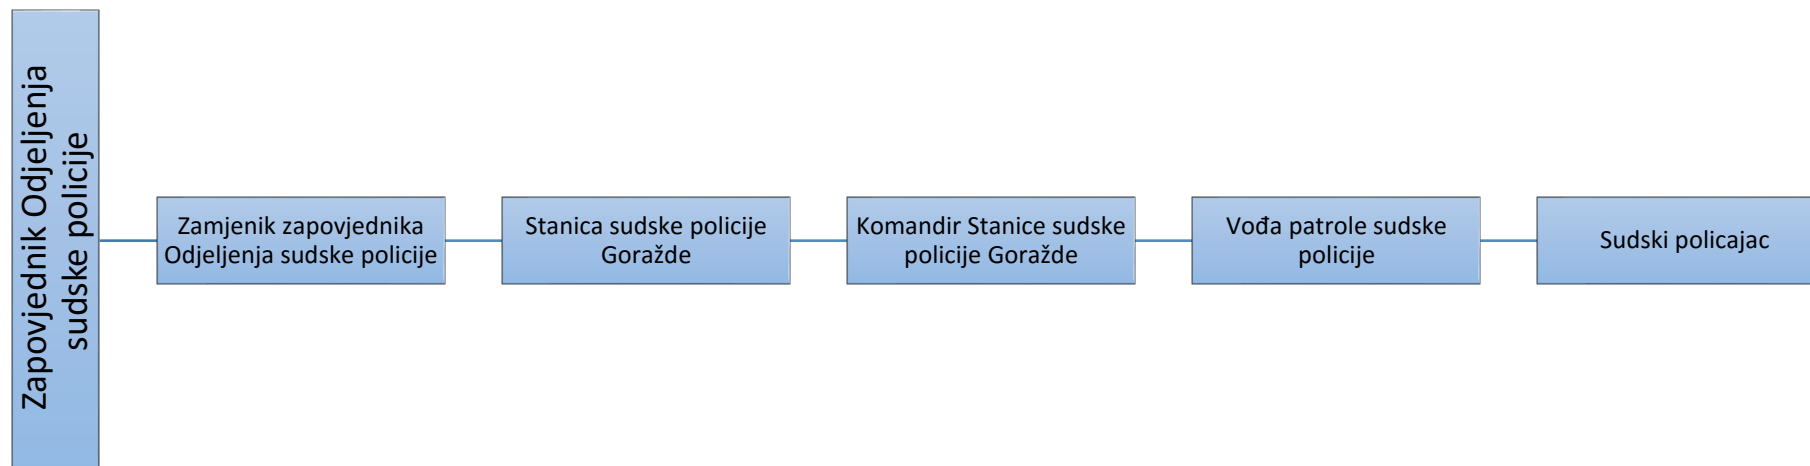 Zapovjednik Odjeljenja
sudske policije
Zamjenik zapovjednika
Odjeljenja sudske policije
Stanica sudske policije
Goražde
Komandir Stanice sudske
policije Goražde
Vođa patrole sudske
policije
Sudski policajac